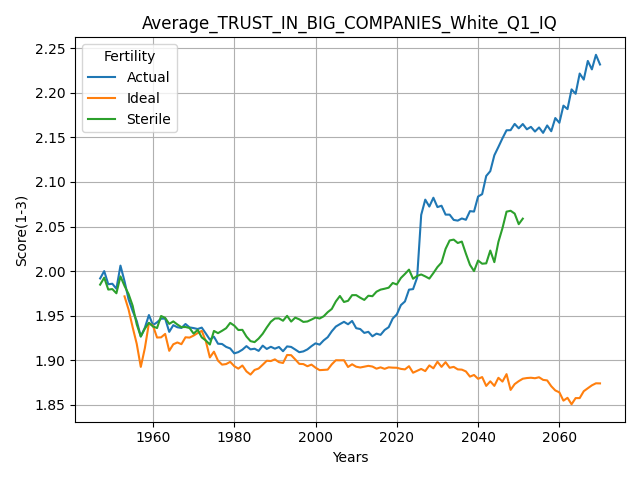 Average_TRUST_IN_BIG_COMPANIES_White_Q1_IQ
Fertility
Actual
Ideal
Sterile
Score(1-3)
2.25
2.20
2.15
2.10
2.05
2.00
1.95
1.90
1.85
1960
1980
2000
2020
2040
2060
Years